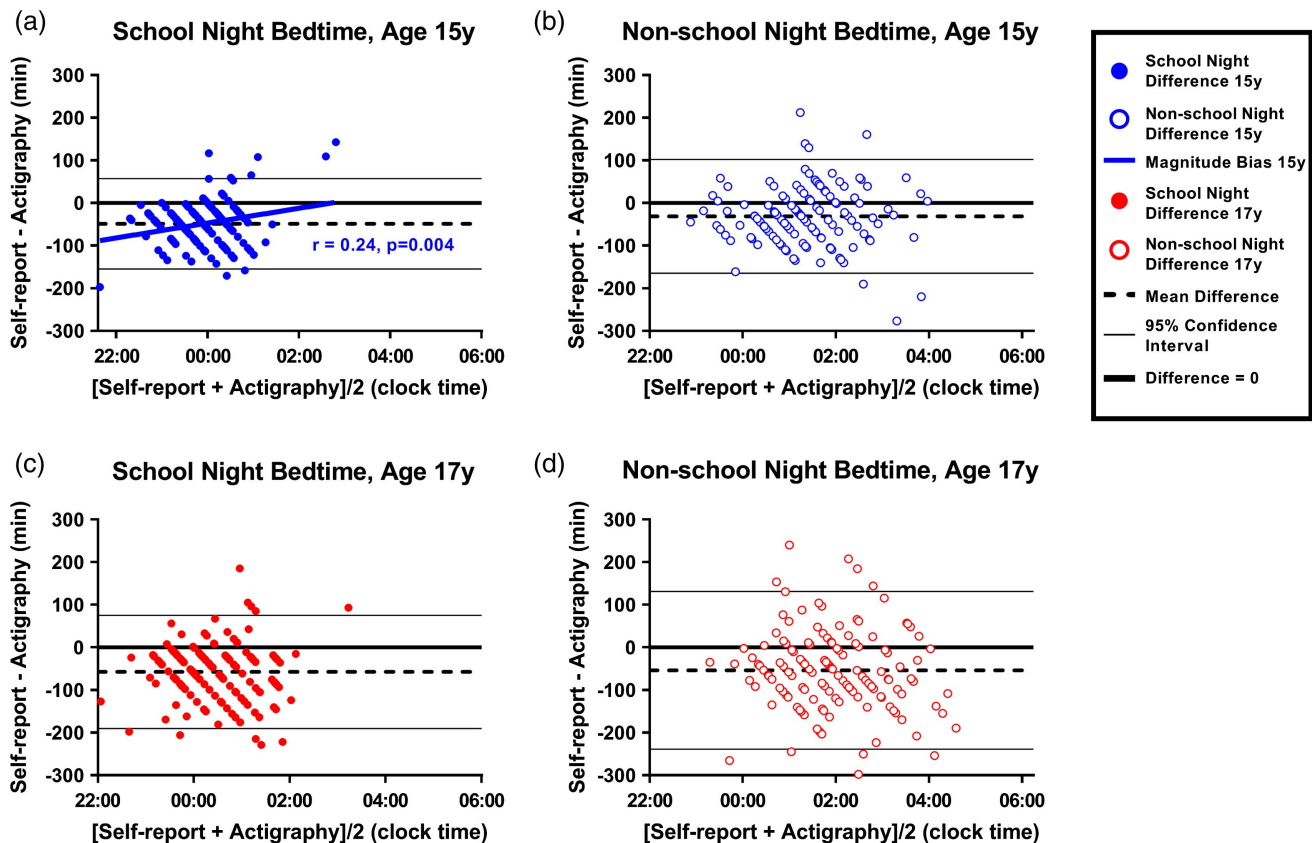 (a)
School Night Bedtime, Age 15y
Self-report - Actigraphy (min)
300
200
100
0
-100
-200
-300
r = 0.24, p=0.004
22:00 00:00 02:00 04:00 06:00
[Self-report + Actigraphy]/2 (clock time)
(b)
Non-school Night Bedtime, Age 15y
Self-report - Actigraphy (min)
300
200
100
0
-100
-200
-300
22:00 00:00 02:00 04:00 06:00
[Self-report + Actigraphy]/2 (clock time)
School Night
Difference 15y
Non-school Night
Difference 15y
Magnitude Bias 15y
School Night
Difference 17y
Non-school Night
Difference 17y
Mean Difference
95% Confidence
Interval
Difference = 0
(c)
School Night Bedtime, Age 17y
Self-report - Actigraphy (min)
300
200
100
0
-100
-200
-300
22:00 00:00 02:00 04:00 06:00
[Self-report + Actigraphy]/2 (clock time)
(d)
Non-school Night Bedtime, Age 17y
Self-report - Actigraphy (min)
300
200
100
0
-100
-200
-300
22:00 00:00 02:00 04:00 06:00
[Self-report + Actigraphy]/2 (clock time)